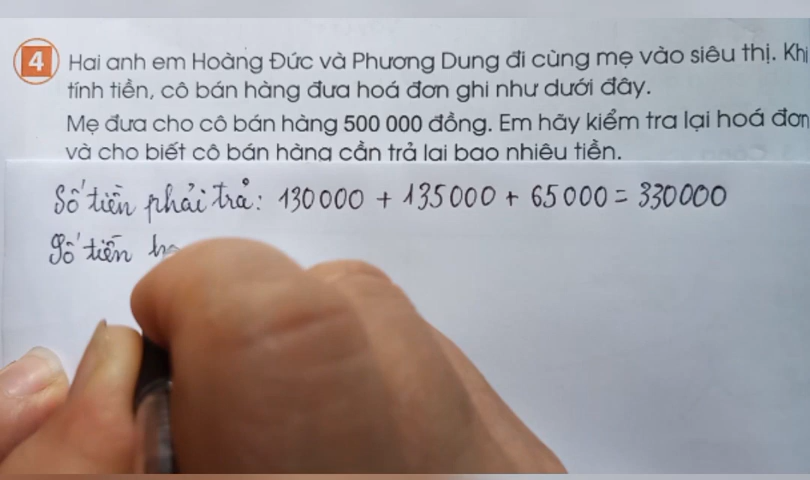 4 Hai anh em Hoàng Đức và Phương Dung đi cùng mẹ vào siêu thị. Khi
tính tiền, cô bán hàng đưa hoá đơn ghi như dưới đây.
Mẹ đưa cho cô bán hàng 500 000 đồng. Em hãy kiểm tra lại hoá đơn
và cho biết cô bán hàng cần trả lại bao nhiêu tiền.
Số tiền phải trả: 130000 + 135000 + 65000 = 330000
Số tiền